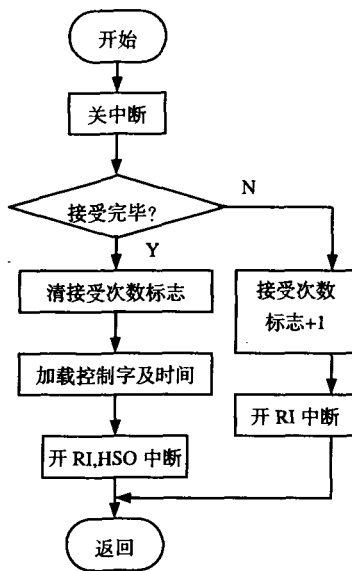 开始
关中断
接受完毕?
N
Y
清接受次数标志
接受次数
标志+1
加载控制字及时间
开 RI 中断
开 RI,HSO 中断
返回